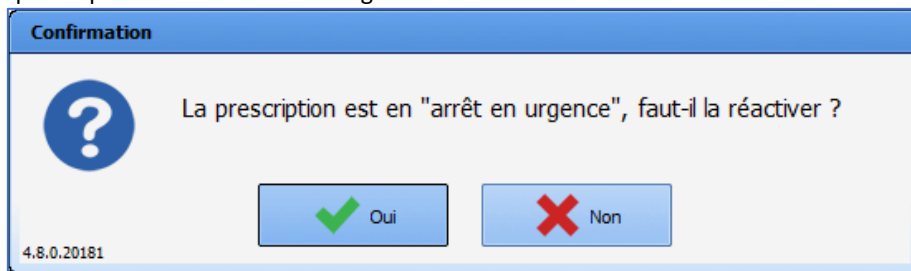 Confirmation
La prescription est en "arrêt en urgence", faut-il la réactiver ?
Oui
Non
4.8.0.20181